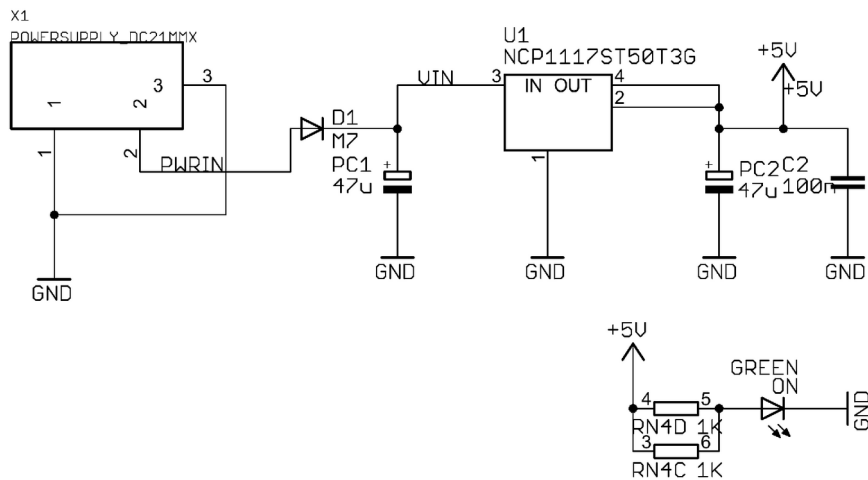 X1
POWERSUPPLY_DC21MMX
3
3
1
2
1
2
PWRIN
GND
D1
M7
PC1
+
47u
GND
VIN
U1
NCP1117ST50T3G
3
IN OUT
4
2
1
GND
+5V
+5V
+
PC2
47u
GND
C2
100n
GND
+5V
GREEN
ON
4
5
RN4D 1K
3
6
RN4C 1K
GND